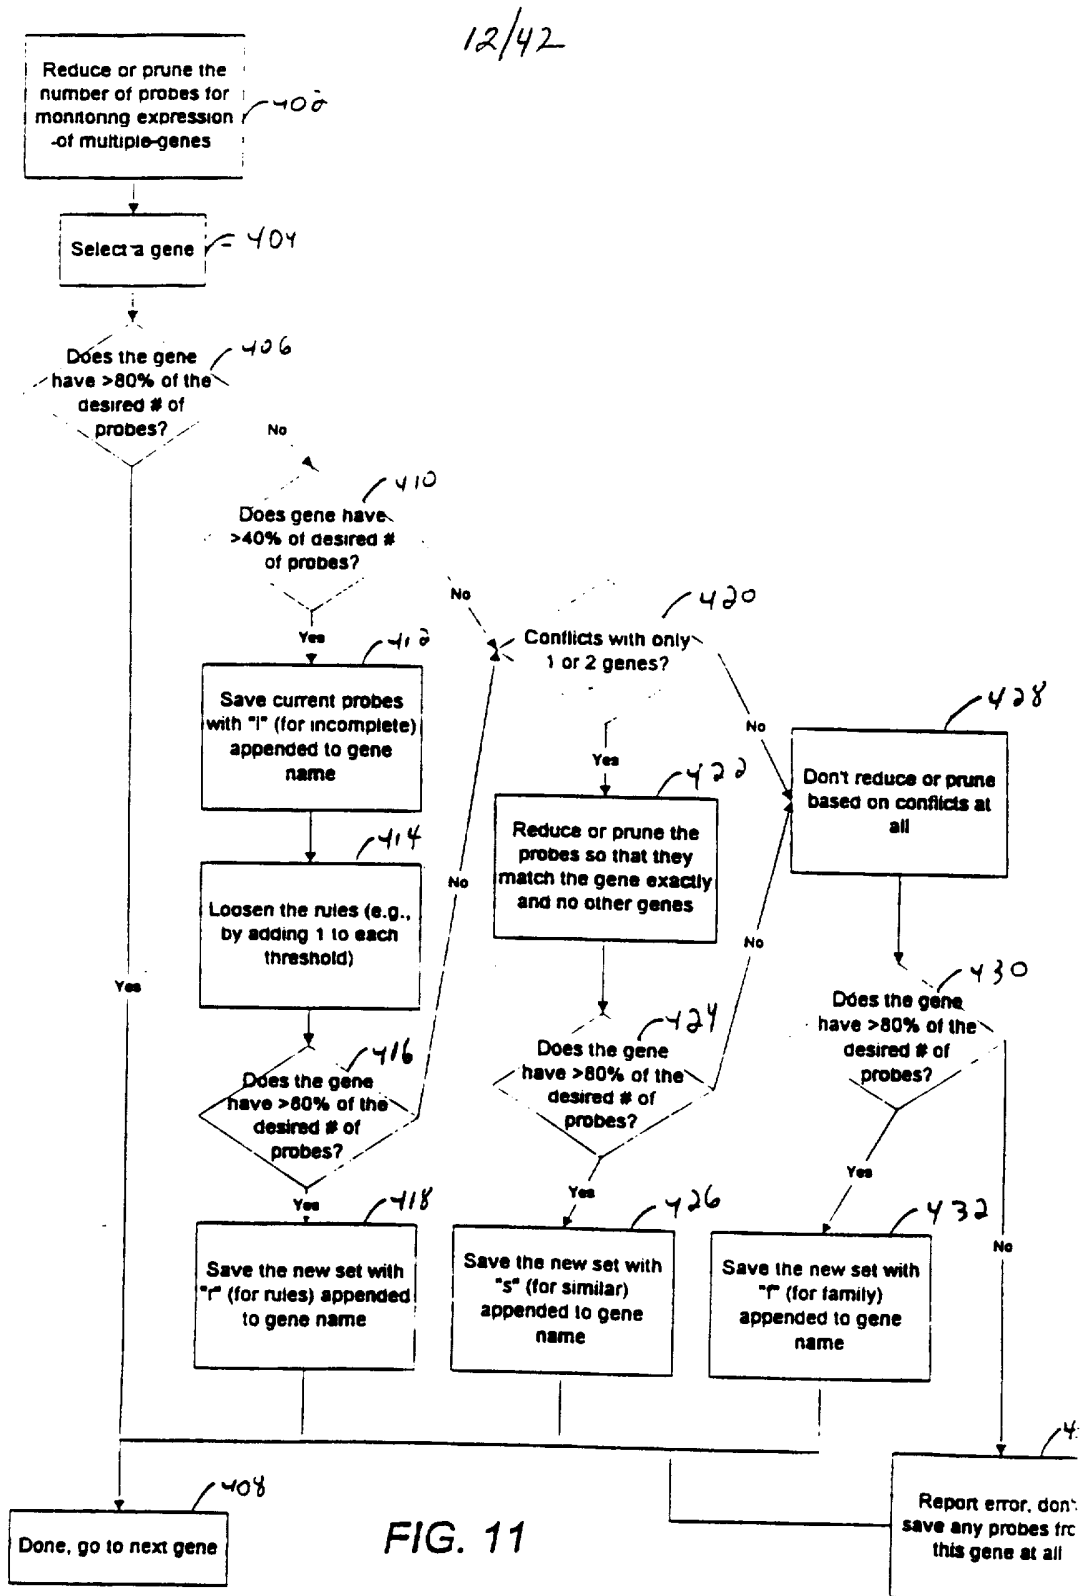 12/42
Reduce or prune the
number of probes for
monitoring expression
of multiple-genes
402
Select a gene
404
Does the gene
have >80% of the
desired # of
probes?
406
No
Does gene have
>40% of desired #
of probes?
410
No
Yes
Conflicts with only
1 or 2 genes?
420
No
Yes
Save current probes
with "I" (for incomplete)
appended to gene
name
412
Reduce or prune the
probes so that they
match the gene exactly
and no other genes
422
Don't reduce or prune
based on conflicts at
all
428
Loosen the rules (e.g.,
by adding 1 to each
threshold)
414
No
No
Yes
Does the gene
have >80% of the
desired # of
probes?
416
Does the gene
have >80% of the
desired # of
probes?
424
Does the gene
have >80% of the
desired # of
probes?
430
Yes
Yes
Yes
No
Save the new set with
"r" (for rules) appended
to gene name
418
Save the new set with
"s" (for similar)
appended to gene
name
426
Save the new set with
"f" (for family)
appended to gene
name
432
Done, go to next gene
408
Report error, don't
save any probes
this gene at all
FIG. 11